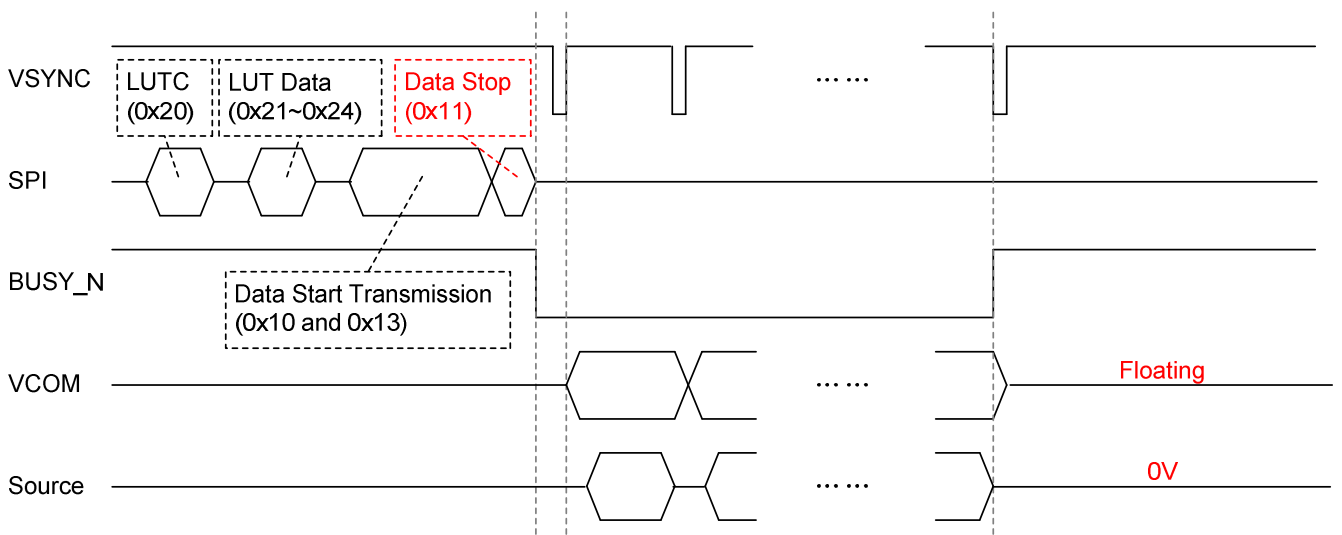 VSYNC
LUTC
(0x20)
LUT Data
(0x21~0x24)
Data Stop
(0x11)
... ...
SPI
BUSY_N
Data Start Transmission
(0x10 and 0x13)
VCOM
... ...
Floating
Source
... ...
0V